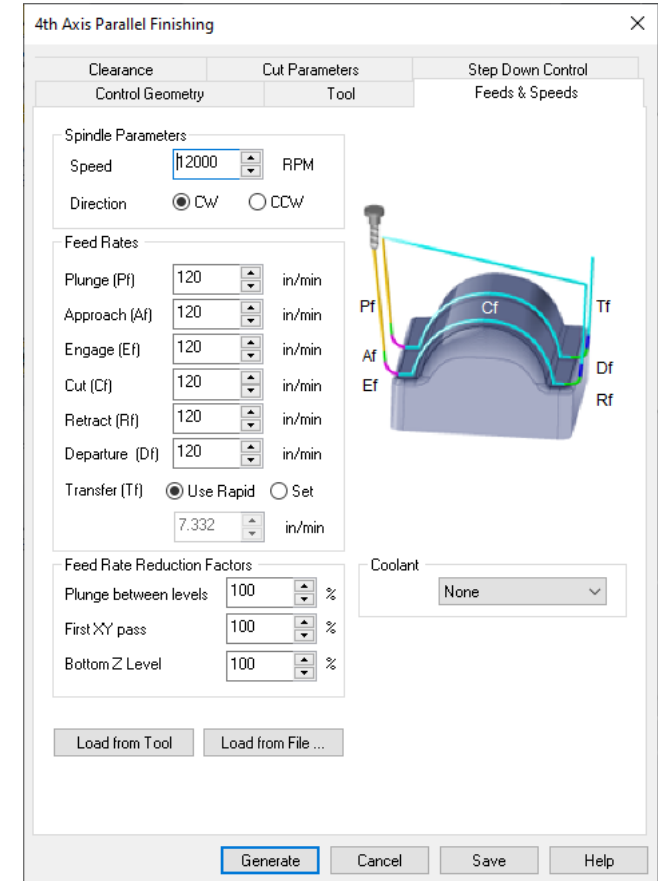 4th Axis Parallel Finishing
Clearance Cut Parameters Step Down Control
Control Geometry Tool Feeds & Speeds
Spindle Parameters
Speed 12000 RPM
Direction CW CCW
Feed Rates
Plunge (Pf) 120 in/min
Approach (Af) 120 in/min
Engage (Ef) 120 in/min
Cut (Cf) 120 in/min
Retract (Rf) 120 in/min
Departure (Df) 120 in/min
Transfer (Tf) Use Rapid Set
7.332 in/min
Pf Cf Tf
Af Df
Ef Rf
Feed Rate Reduction Factors
Plunge between levels 100 %
First XY pass 100 %
Bottom Z Level 100 %
Coolant
None
Load from Tool Load from File ...
Generate Cancel Save Help